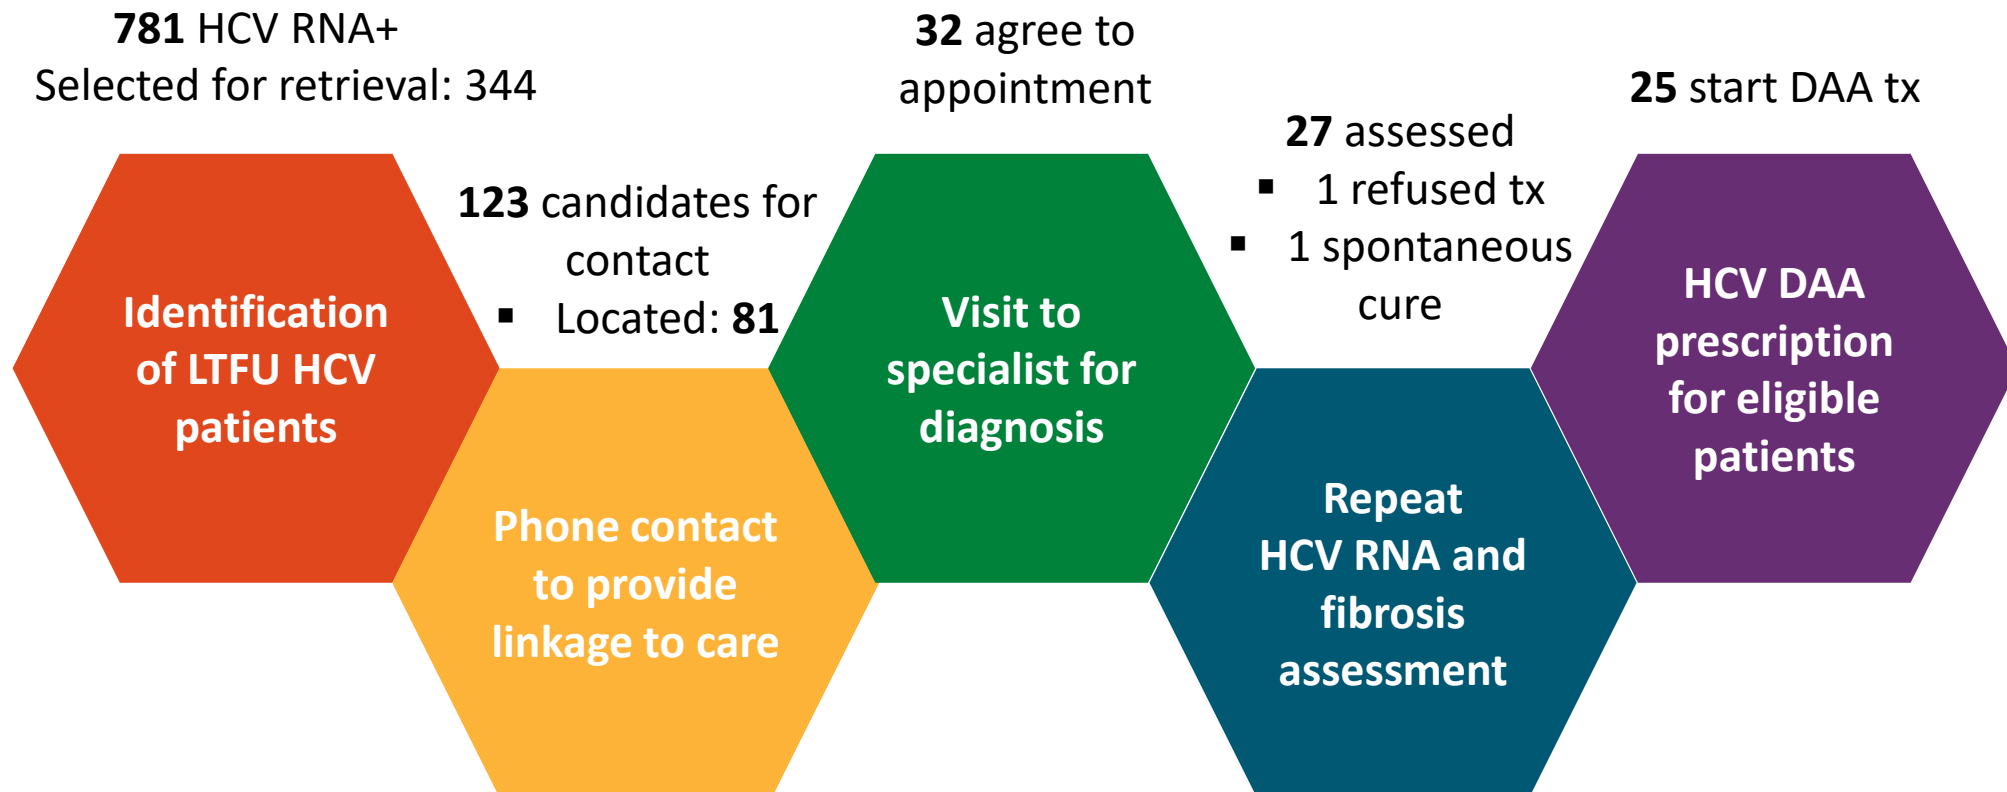 781 HCV RNA+
Selected for retrieval: 344
Identification
of LTFU HCV
patients
123 candidates for
contact
▪ Located: 81
Phone contact
to provide
linkage to care
32 agree to
appointment
Visit to
specialist for
diagnosis
27 assessed
▪ 1 refused tx
▪ 1 spontaneous
cure
Repeat
HCV RNA and
fibrosis
assessment
25 start DAA tx
HCV DAA
prescription
for eligible
patients